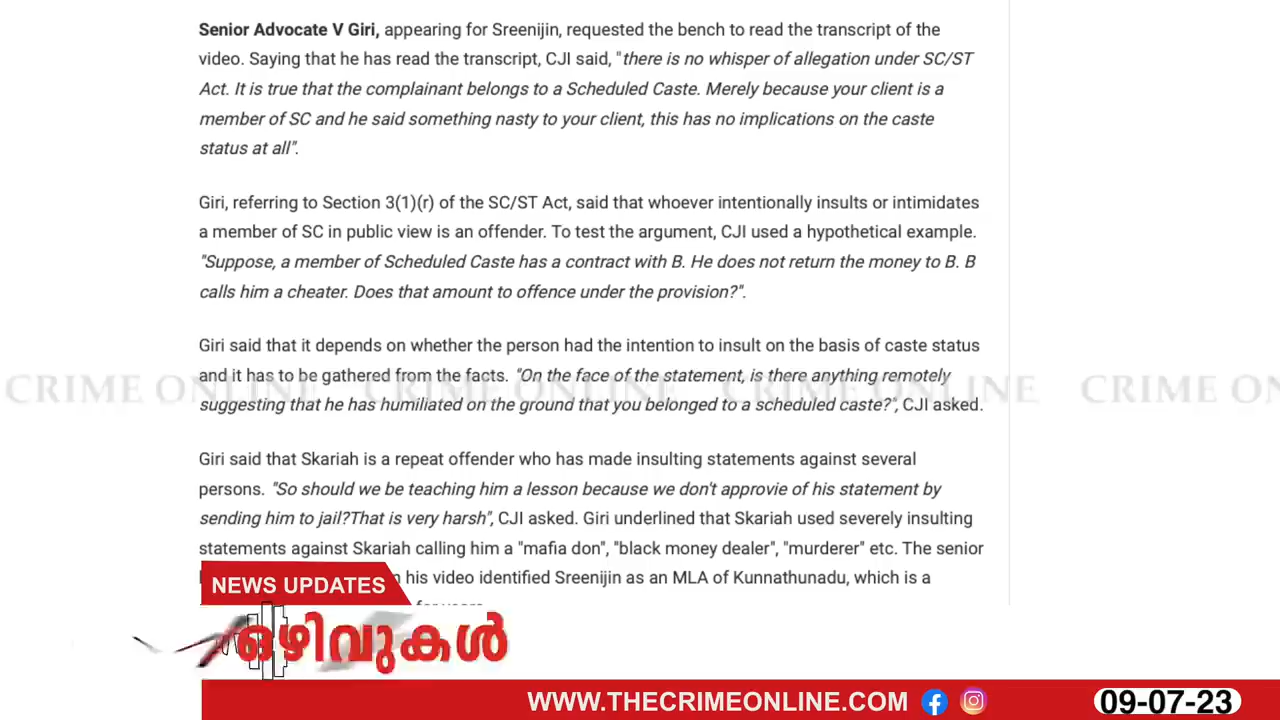 Senior Advocate V Giri, appearing for Sreenijin, requested the bench to read the transcript of the
video. Saying that he has read the transcript, CJI said, "there is no whisper of allegation under SC/ST
Act. It is true that the complainant belongs to a Scheduled Caste. Merely because your client is a
member of SC and he said something nasty to your client, this has no implications on the caste
status at all".
Giri, referring to Section 3(1)(r) of the SC/ST Act, said that whoever intentionally insults or intimidates
a member of SC in public view is an offender. To test the argument, CJI used a hypothetical example.
"Suppose, a member of Scheduled Caste has a contract with B. He does not return the money to B. B
calls him a cheater. Does that amount to offence under the provision?".
Giri said that it depends on whether the person had the intention to insult on the basis of caste status
and it has to be gathered from the facts. "On the face of the statement, is there anything remotely
suggesting that he has humiliated on the ground that you belonged to a scheduled caste?", CJI asked.
CRIME ONLINE CRIME ONLINE CRIME ONL
Giri said that Skariah is a repeat offender who has made insulting statements against several
persons. "So should we be teaching him a lesson because we don't approvie of his statement by
sending him to jail?That is very harsh", CJI asked. Giri underlined that Skariah used severely insulting
statements against Skariah calling him a "mafia don", "black money dealer", "murderer" etc. The senior
his video identified Sreenijin as an MLA of Kunnathunadu, which is a
NEWS UPDATES
ഒഴിവുകൾ
WWW.THECRIMEONLINE.COM
09-07-23